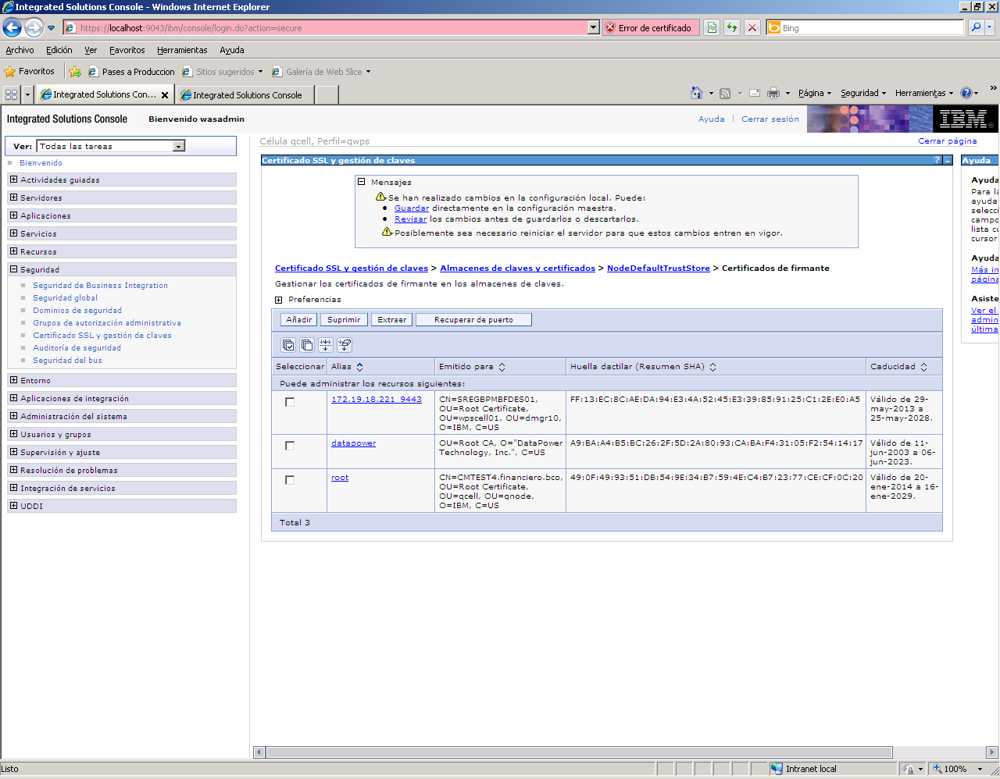 Integrated Solutions Console - Windows Internet Explorer
https://localhost:9043/ibm/console/login.do?action=secure
Error de certificado
Bing
Archivo Edición Ver Favoritos Herramientas Ayuda
Favoritos Pases a Produccion Sitios sugeridos Galería de Web Slice
Integrated Solutions Con... X Integrated Solutions Console
Página Seguridad Herramientas »
Integrated Solutions Console Bienvenido wasadmin
Ayuda | Cerrar sesión
IBM®
Ver: Todas las tareas
Bienvenido
Actividades guiadas
Servidores
Aplicaciones
Servicios
Recursos
Seguridad
Seguridad de Business Integration
Seguridad global
Dominios de seguridad
Grupos de autorización administrativa
Certificado SSL y gestión de claves
Auditoría de seguridad
Seguridad del bus
Entorno
Aplicaciones de integración
Administración del sistema
Usuarios y grupos
Supervisión y ajuste
Resolución de problemas
Integración de servicios
UDDI
Célula qcell, Perfil=qwps
Cerrar página
Certificado SSL y gestión de claves ? -
Mensajes
Se han realizado cambios en la configuración local. Puede:
• Guardar directamente en la configuración maestra.
• Revisar los cambios antes de guardarlos o descartarlos.
Posiblemente sea necesario reiniciar el servidor para que estos cambios entren en vigor.
Certificado SSL y gestión de claves > Almacenes de claves y certificados > NodeDefaultTrustStore > Certificados de firmante
Gestionar los certificados de firmante en los almacenes de claves.
Preferencias
Añadir Suprimir Extraer Recuperar de puerto
Seleccionar Alias Emitido para Huella dactilar (Resumen SHA) Caducidad
Puede administrar los recursos siguientes:
172.19.18.221_9443
CN=SREGBPMBFDES01,
OU=Root Certificate,
OU=wpscell01, OU=dmgr10,
O=IBM, C=US
FF:13:EC:8C:AE:DA:94:E3:4A:52:45:E3:39:85:91:25:C1:2E:E0:A5
Válido de 29-
may-2013 a
25-may-2028.
datapower
OU=Root CA, O="DataPower
Technology, Inc.", C=US
A9:BA:A4:B5:BC:26:2F:5D:2A:80:93:CA:BA:F4:31:05:F2:54:14:17
Válido de 11-
jun-2003 a 06-
jun-2023.
root
CN=CMTEST4.financiero.bco,
OU=Root Certificate,
OU=qcell, OU=qnode,
O=IBM, C=US
49:0F:49:93:51:DB:54:9E:34:B7:59:4E:C4:B7:23:77:CE:CF:0C:20
Válido de 20-
ene-2014 a 16-
ene-2029.
Total 3
Ayuda
Ayuda
Para l
ayuda
selecci
campo
lista cu
cursor
Ayuda
Más in
página
Asiste
Ver el
admin
última
Listo
Intranet local
100%